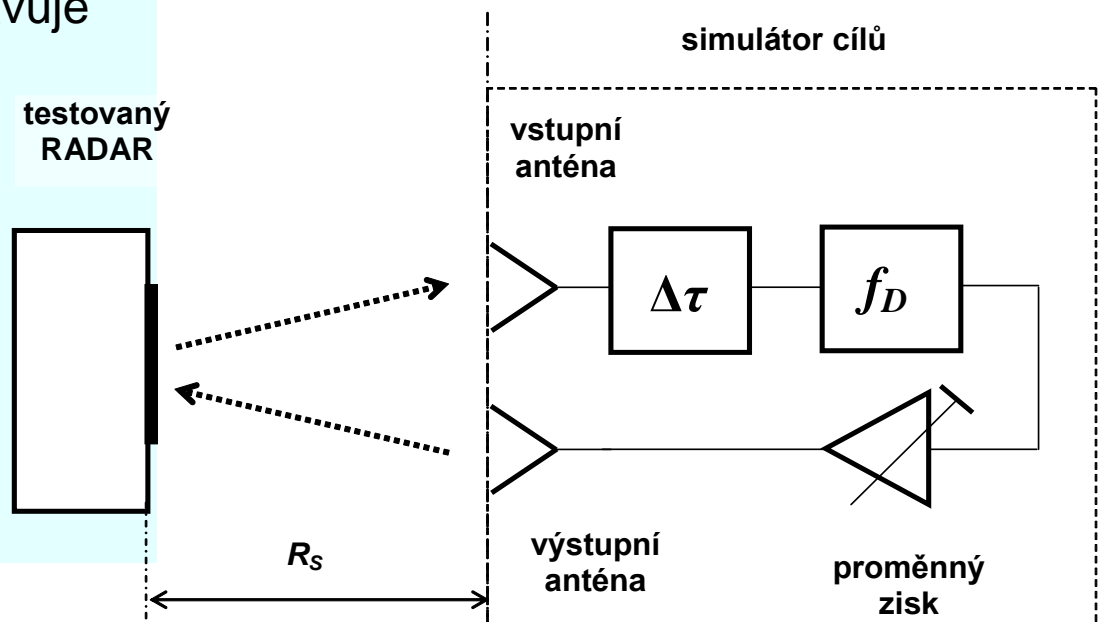 vuje
simulátor cílů
testovaný
RADAR
vstupní
anténa
Δτ
f_D
R_S
výstupní
anténa
proměnný
zisk